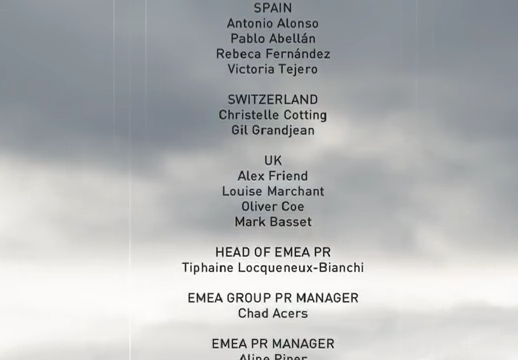 SPAIN
Antonio Alonso
Pablo Abellán
Rebeca Fernández
Victoria Tejero
SWITZERLAND
Christelle Cotting
Gil Grandjean
UK
Alex Friend
Louise Marchant
Oliver Coe
Mark Basset
HEAD OF EMEA PR
Tiphaine Locqueneux-Bianchi
EMEA GROUP PR MANAGER
Chad Acers
EMEA PR MANAGER
Aline Piner